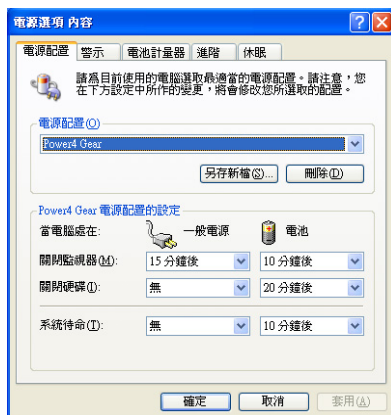 電源選項 內容
電源配置 警示 電池計量器 進階 休眠
請為目前使用的電腦選取最適當的電源配置。請注意，您
在下方設定中所作的變更，將會修改您所選取的配置。
電源配置(O)
Power4 Gear
另存新檔(S)... 刪除(D)
Power4 Gear 電源配置的設定
當電腦處在: 一般電源 電池
關閉監視器(M): 15 分鐘後 10 分鐘後
關閉硬碟(I): 無 20 分鐘後
系統待命(T): 無 10 分鐘後
確定 取消 套用(A)